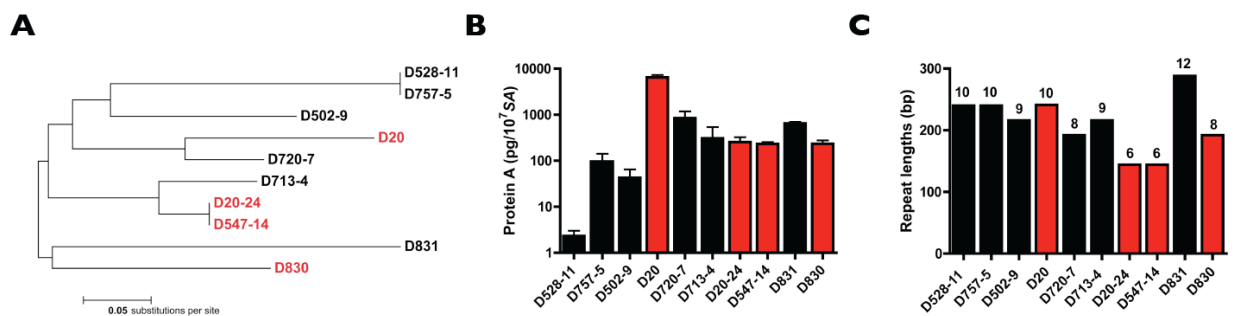 A
D528-11
D757-5
D502-9
D20
D720-7
D713-4
D20-24
D547-14
D831
D830
0.05 substitutions per site
B
Protein A (pg/10⁷SA)
10000
1000
100
10
1
D528-11
D757-5
D502-9
D20
D720-7
D713-4
D20-24
D547-14
D831
D830
C
Repeat lengths (bp)
300
200
100
0
10
10
9
10
8
9
6
6
12
8
D528-11
D757-5
D502-9
D20
D720-7
D713-4
D20-24
D547-14
D831
D830